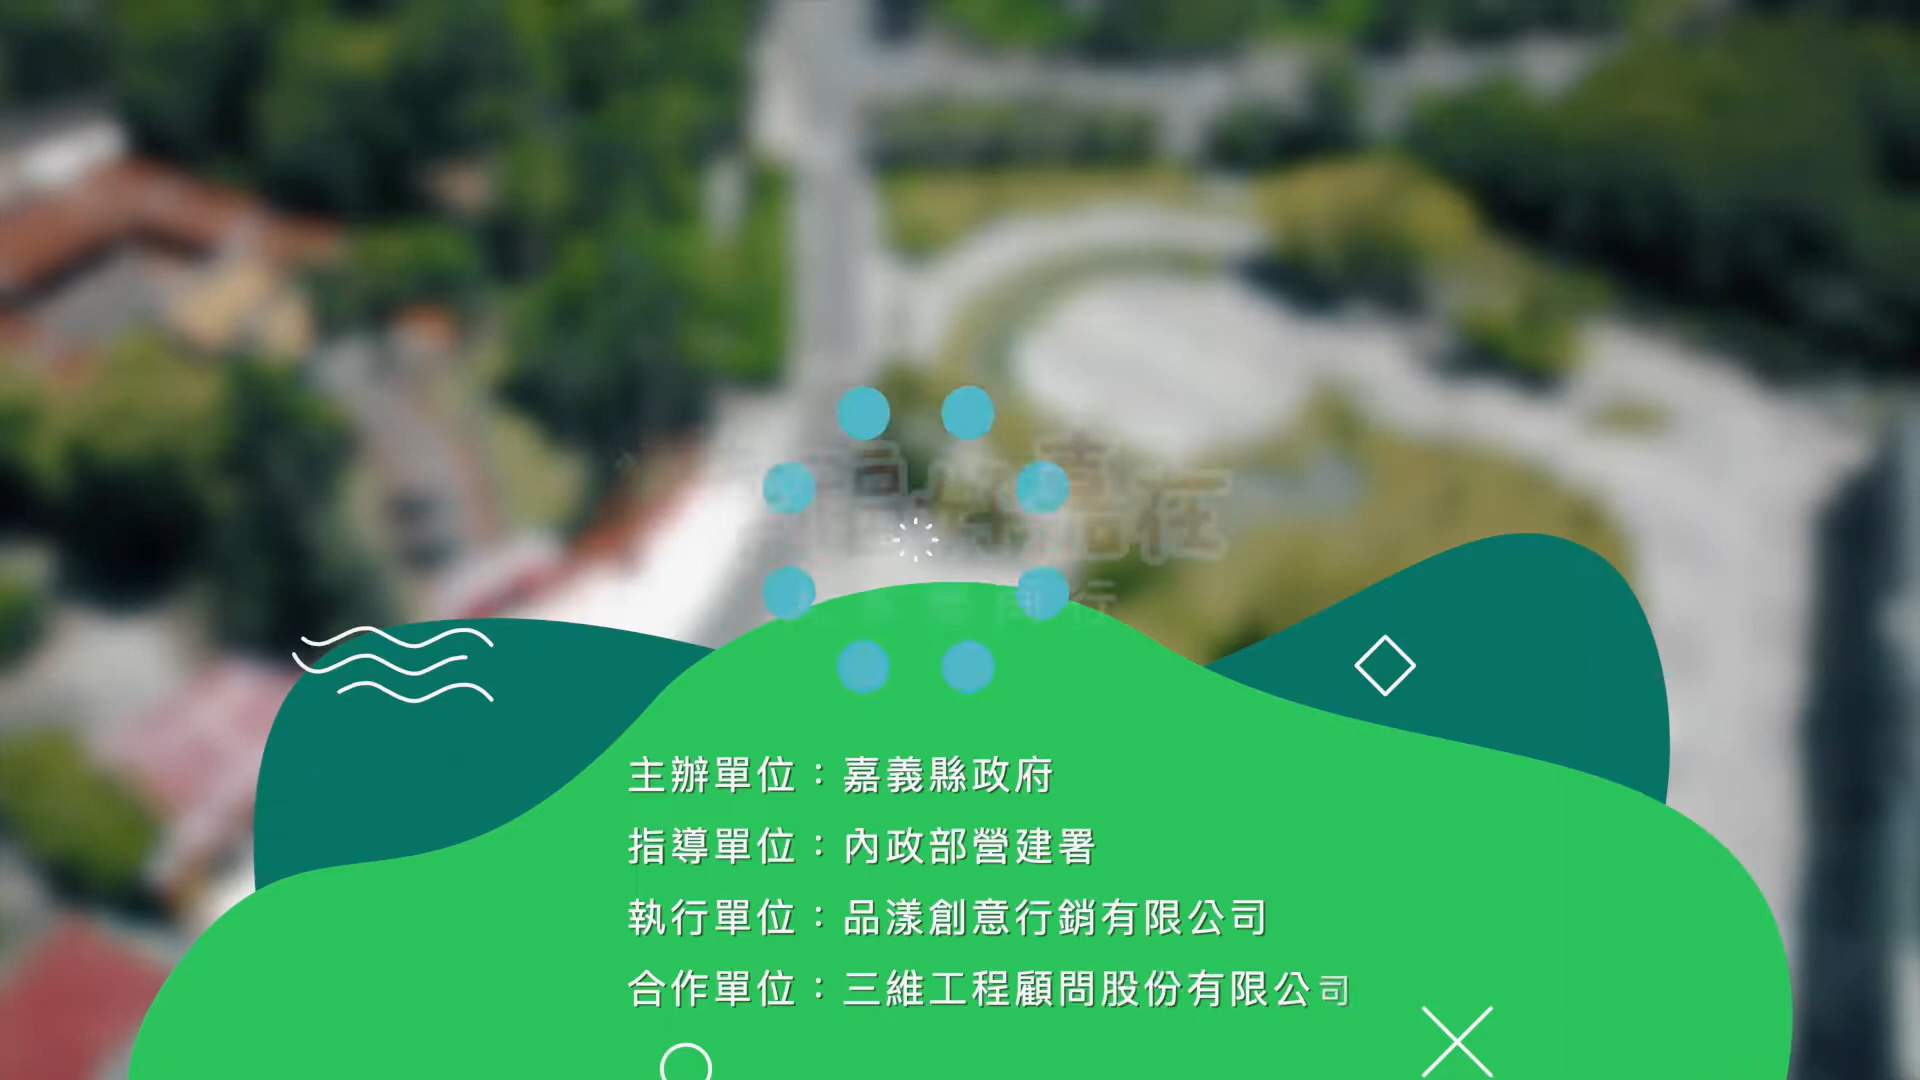 主辦單位：嘉義縣政府
指導單位：內政部營建署
執行單位：品漾創意行銷有限公司
合作單位：三維工程顧問股份有限公司